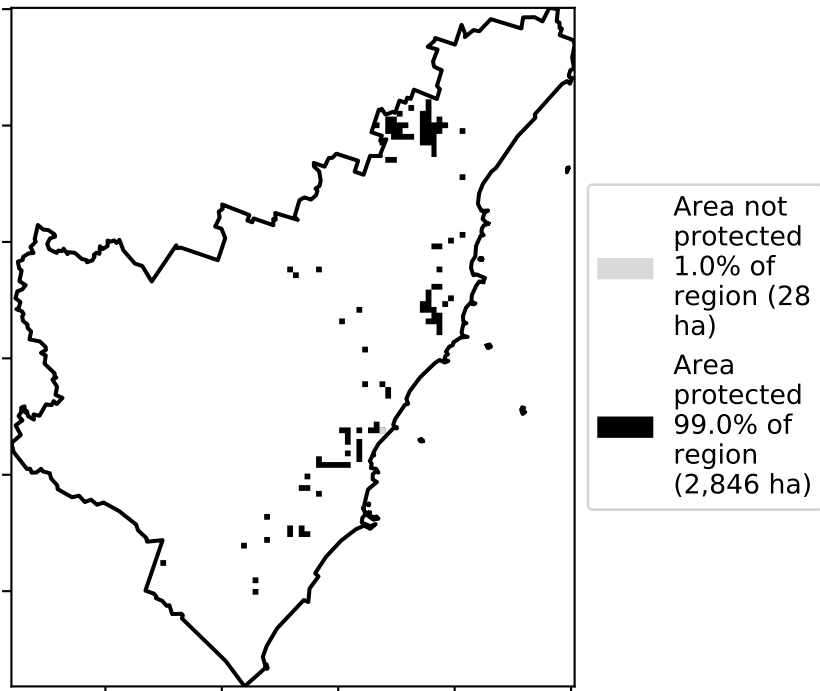 Area not
protected
1.0% of
region (28
ha)
Area
protected
99.0% of
region
(2,846 ha)